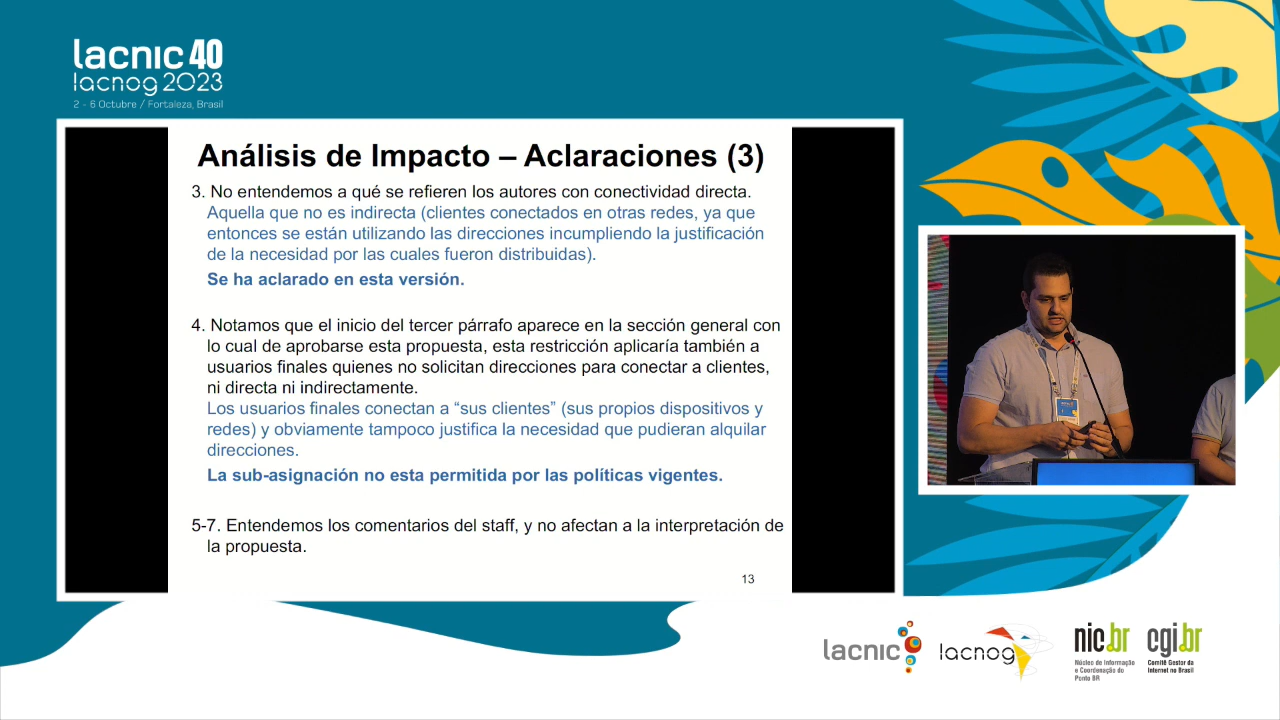 lacnic 40
lacnog 2023
2 - 6 Octubre / Fortaleza, Brasil
Análisis de Impacto – Aclaraciones (3)
3. No entendemos a qué se refieren los autores con conectividad directa.
Aquella que no es indirecta (clientes conectados en otras redes, ya que
entonces se están utilizando las direcciones incumpliendo la justificación
de la necesidad por las cuales fueron distribuidas).
Se ha aclarado en esta versión.
4. Notamos que el inicio del tercer párrafo aparece en la sección general con
lo cual de aprobarse esta propuesta, esta restricción aplicaría también a
usuarios finales quienes no solicitan direcciones para conectar a clientes,
ni directa ni indirectamente.
Los usuarios finales conectan a “sus clientes” (sus propios dispositivos y
redes) y obviamente tampoco justifica la necesidad que pudieran alquilar
direcciones.
La sub-asignación no esta permitida por las políticas vigentes.
5-7. Entendemos los comentarios del staff, y no afectan a la interpretación de
la propuesta.
13
lacnic
lacnog
nic.br
Núcleo de Informação
e Coordenação do
Ponto BR
cgi.br
Comitê Gestor da
Internet no Brasil